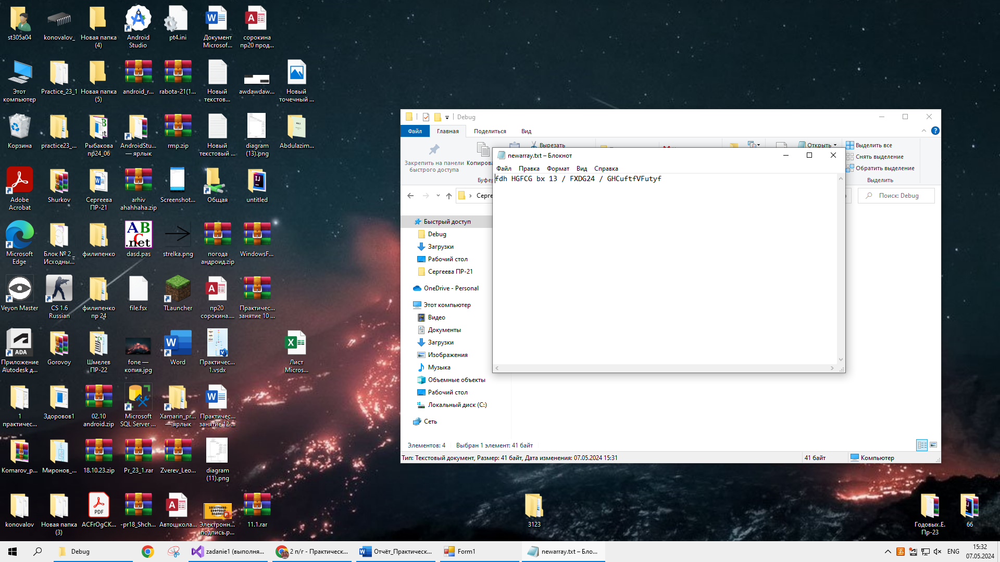 st305a04
konovalov_
Новая папка (4)
Android Studio
pt4.ini
Документ Microsof...
сорокина пр20 прод...
Этот компьютер
Practice_23_1
Новая папка (5)
android_r...
rabota-21(1...
Новый текстов...
awdawdaw...
Новый точечный ...
Корзина
practice23_...
Рыбакова пр24_06
AndroidStu... — ярлык
rmp.zip
Новый текстовый ...
diagram (13).png
Abdulazim...
Adobe Acrobat
Shurkov
Сергеева ПР-21
arhiv ahahhaha.zip
Screenshot...
Общая
untitled
Microsoft Edge
Блок № 2_ Исходны...
филипенко
dasd.pas
strelka.png
погода андроид.zip
WindowsF...
Veyon Master
CS 1.6 Russian
филипенко пр 24
file.fsx
TLauncher
пр20 сорокина....
Практичес... занятие 10 ...
Приложение Autodesk д...
Gorovoy
Шмелев ПР-22
fone — копия.jpg
Word
Практичес... 1.vsdx
Лист Micros...
1 практичес...
Здоровов1
02.10 android.zip
Microsoft SQL Server ...
Xamarin_pr... — ярлык
Практичес... занятие 12 ...
Komarov_p...
Миронов_...
18.10.23.zip
Pr_23_1.rar
Zverev_Leo...
diagram (11).png
konovalov
Новая папка (3)
ACFrOgCK...
-pr18_Shch...
Автошкола...
Электронн... подпись.р...
11.1.rar
3123
Годовых.Е. Пр-23
66
Debug
Файл
Главная
Поделиться
Вид
Закрепить на панели быстрого доступа
Копирова
Вырезать
Буфер
Открыть
Выделить все
Снять выделение
Обратить выделение
Выделить
Серге
Поиск: Debug
Быстрый доступ
Debug
Загрузки
Рабочий стол
Сергеева ПР-21
OneDrive - Personal
Этот компьютер
Видео
Документы
Загрузки
Изображения
Музыка
Объемные объекты
Рабочий стол
Локальный диск (C:)
Сеть
Элементов: 4
Выбран 1 элемент: 41 байт
Тип: Текстовый документ, Размер: 41 байт, Дата изменения: 07.05.2024 15:31
41 байт
Компьютер
newarray.txt – Блокнот
Файл Правка Формат Вид Справка
fdh HGFCG bx 13 / FXDG24 / GHCuftfVFutyf
Debug
zadanie1 (выполня...
2 п/г - Практическ...
Отчёт_Практическ...
Form1
newarray.txt – Бло...
ENG
15:32
07.05.2024